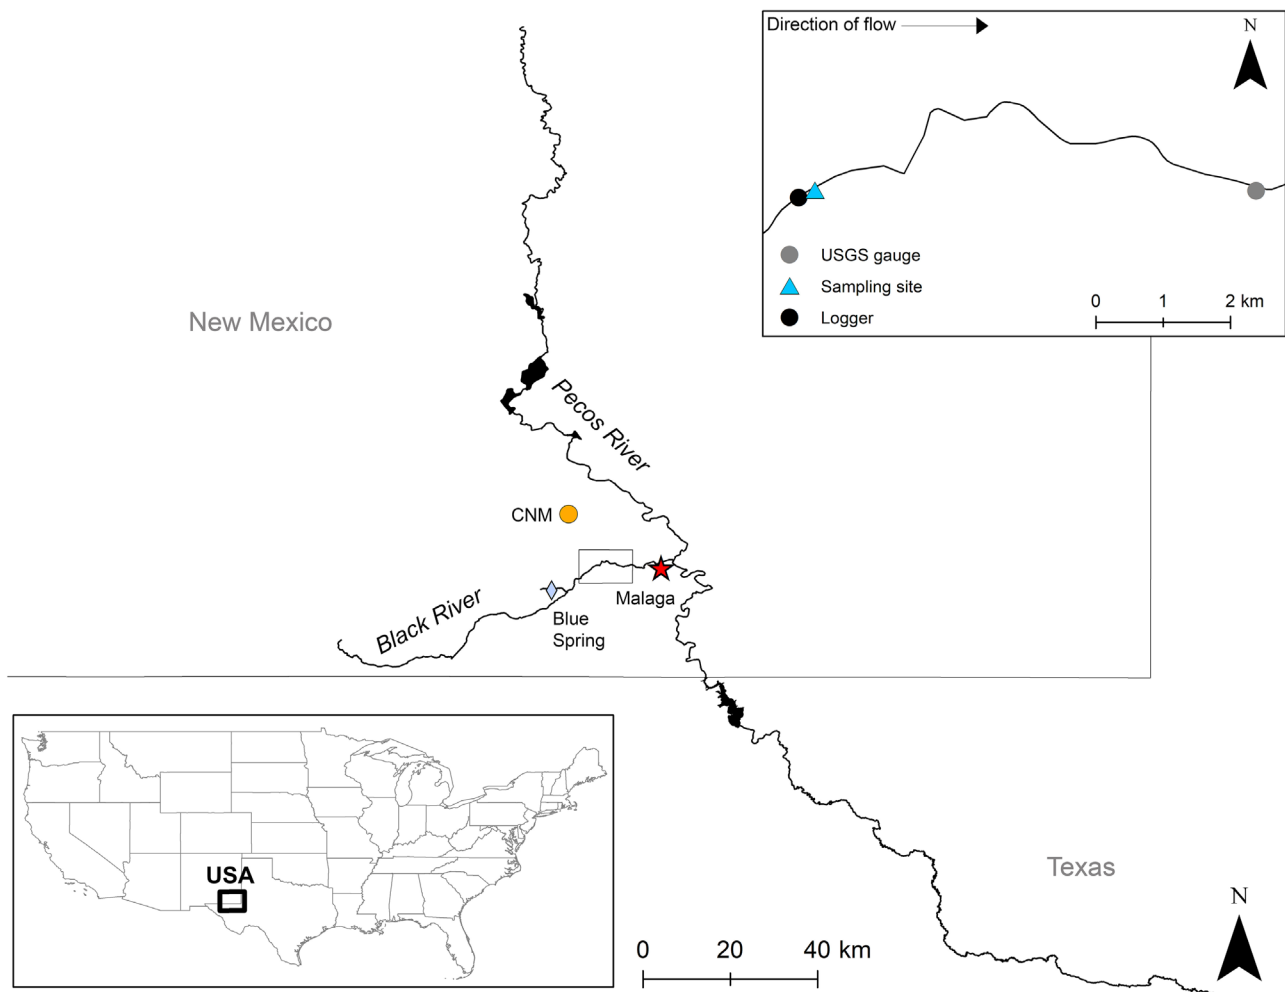 Direction of flow
N
USGS gauge
Sampling site
Logger
0 1 2 km
New Mexico
Pecos River
CNM
Malaga
Black River
Blue
Spring
USA
Texas
N
0 20 40 km